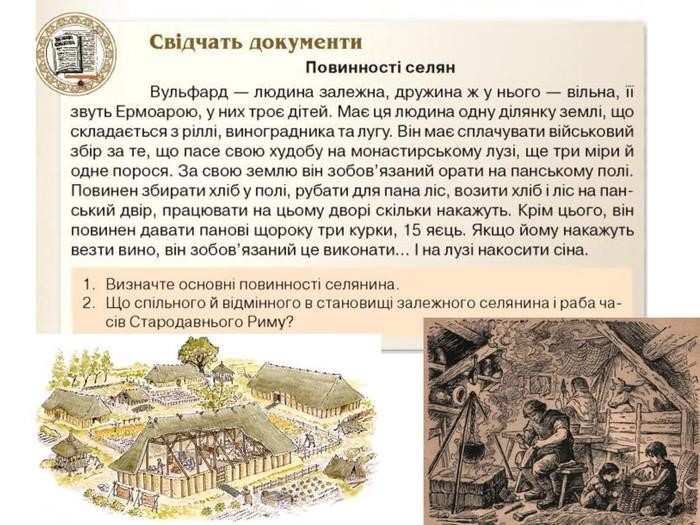 Свідчать документи
Повинності селян
Вульфард — людина залежна, дружина ж у нього — вільна, її
звуть Ермоарою, у них троє дітей. Має ця людина одну ділянку землі, що
складається з ріллі, виноградника та лугу. Він має сплачувати військовий
збір за те, що пасе свою худобу на монастирському лузі, ще три міри й
одне порося. За свою землю він зобов’язаний орати на панському полі.
Повинен збирати хліб у полі, рубати для пана ліс, возити хліб і ліс на пан-
ський двір, працювати на цьому дворі скільки накажуть. Крім цього, він
повинен давати панові щороку три курки, 15 яєць. Якщо йому накажуть
везти вино, він зобов’язаний це виконати... І на лузі накосити сіна.
1. Визначте основні повинності селянина.
2. Що спільного й відмінного в становищі залежного селянина і раба ча-
сів Стародавнього Риму?